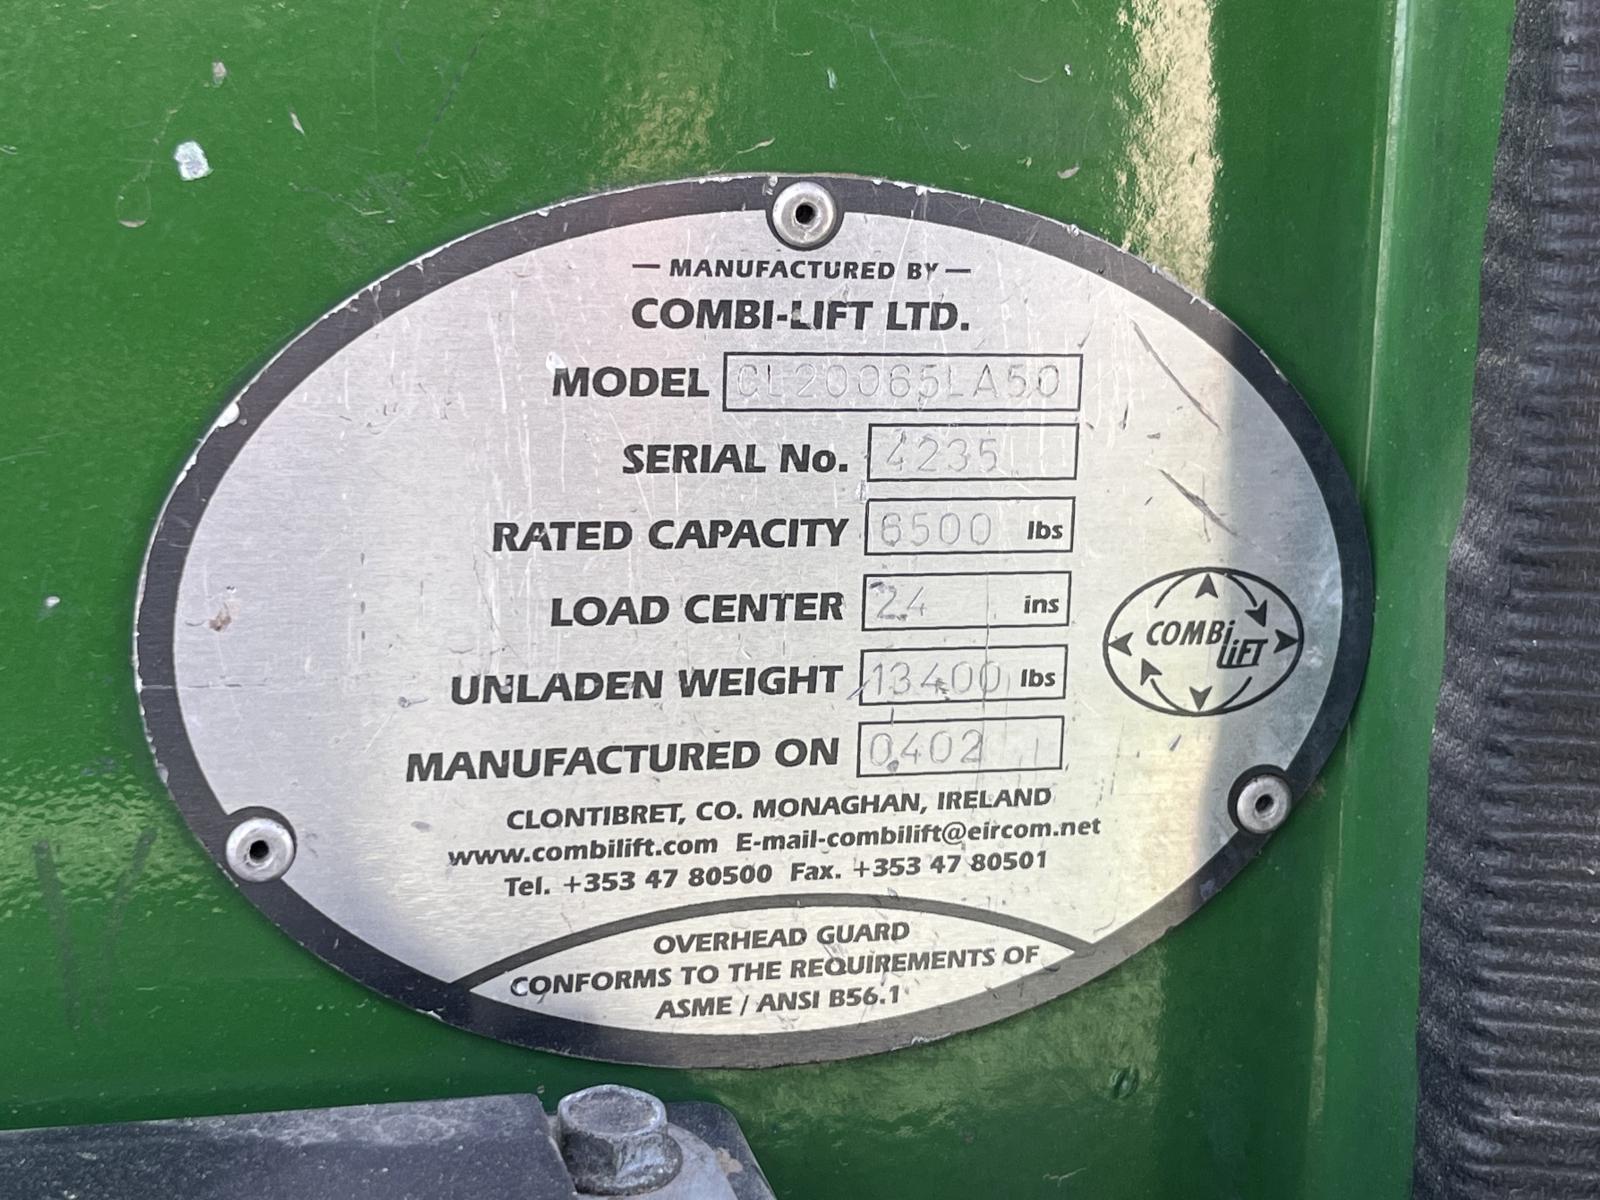 — MANUFACTURED BY —
COMBI-LIFT LTD.
MODEL CL20065LA50
SERIAL No. 4235
RATED CAPACITY 6500 lbs
LOAD CENTER 24 ins
UNLADEN WEIGHT 13400 lbs
MANUFACTURED ON 0402
COMBi LiFT
CLONTIBRET, CO. MONAGHAN, IRELAND
www.combilift.com E-mail-combilift@eircom.net
Tel. +353 47 80500 Fax. +353 47 80501
OVERHEAD GUARD
CONFORMS TO THE REQUIREMENTS OF
ASME / ANSI B56.1